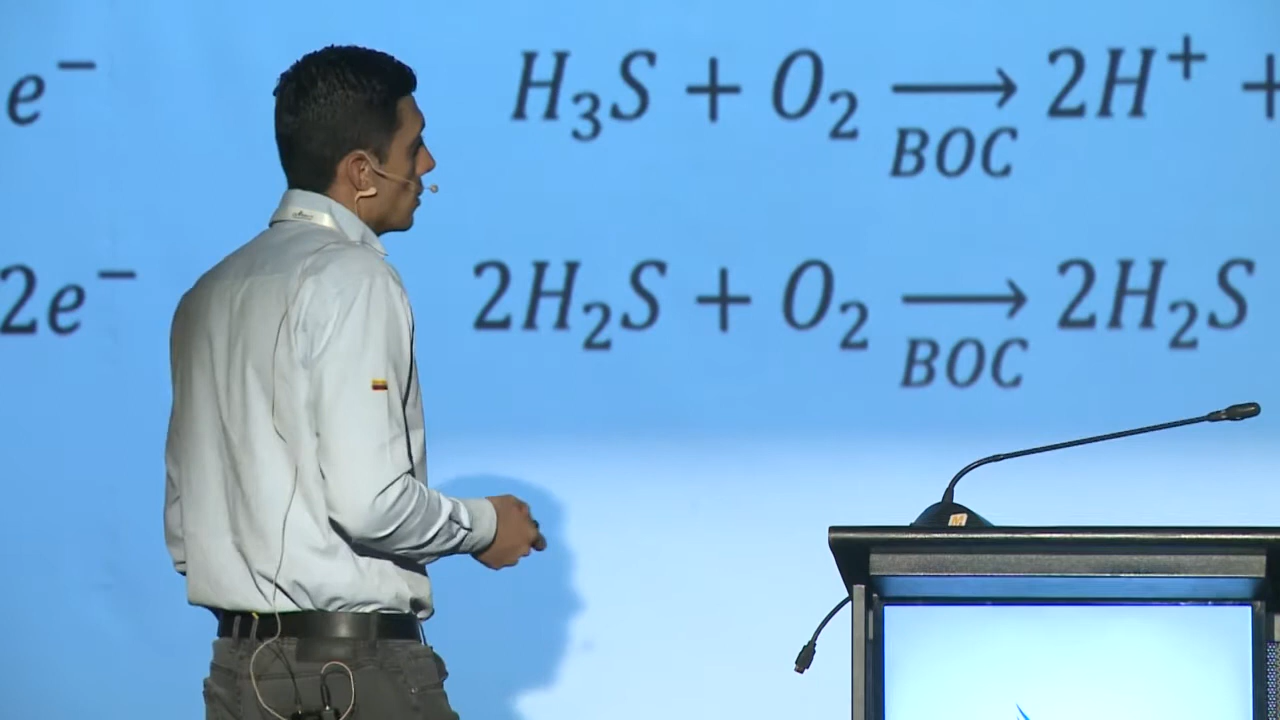 e⁻ H₃S + O₂ ⟶ 2H⁺ +
BOC
2e⁻ 2H₂S + O₂ ⟶ 2H₂S
BOC
M